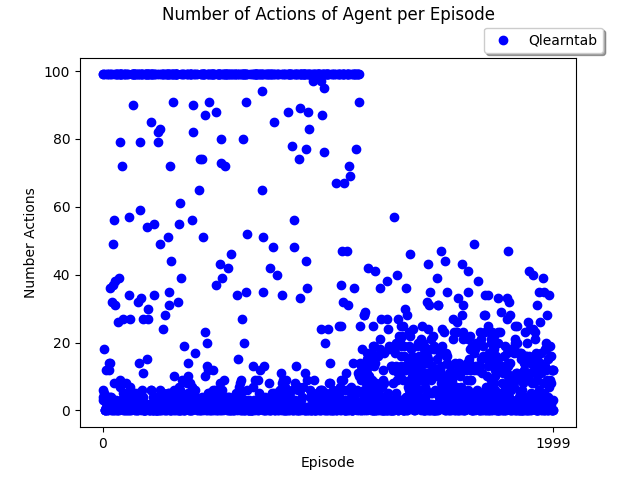 Number of Actions of Agent per Episode
Qlearntab
100
80
60
40
20
0
Number Actions
0
1999
Episode